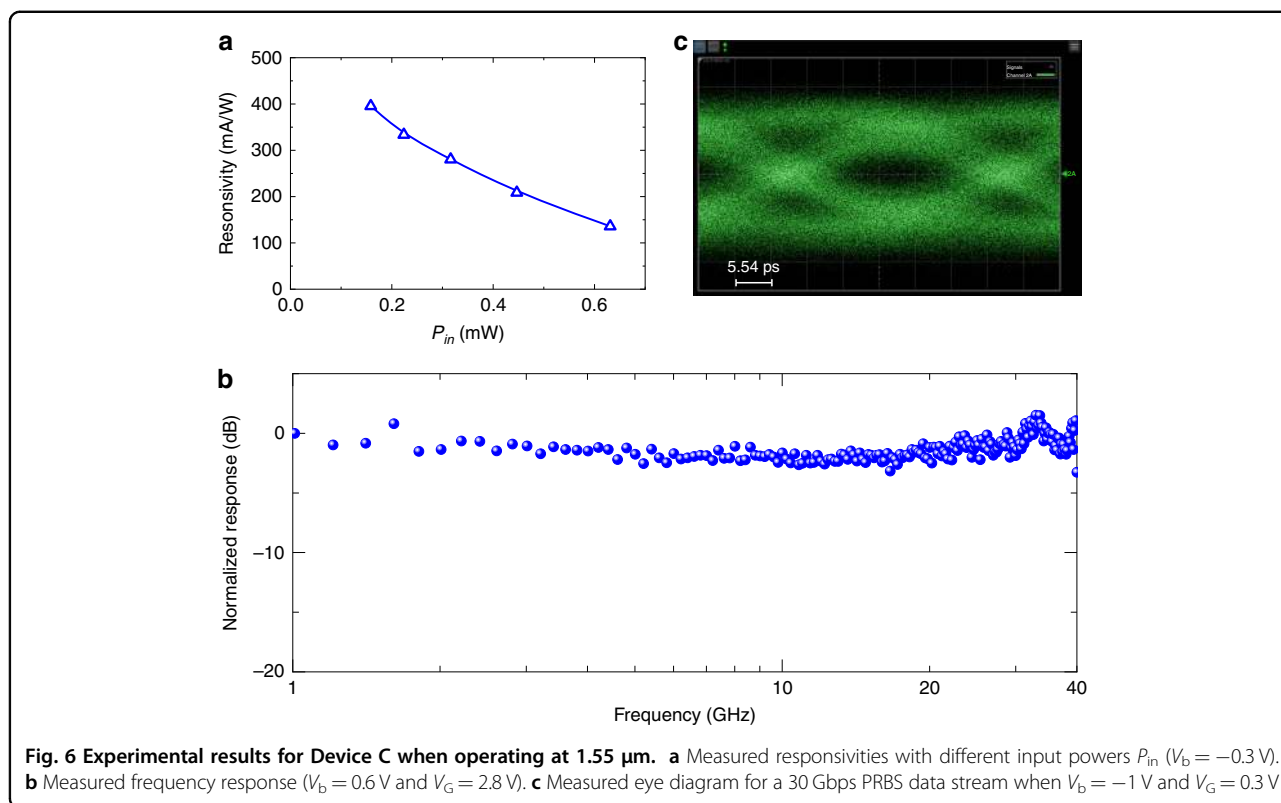 a
500
400
300
200
100
0
Resonsivity (mA/W)
0.0 0.2 0.4 0.6
P_in (mW)
c
Signals
Channel 2A
2A
5.54 ps
b
0
−10
−20
Normalized response (dB)
1 10 20 40
Frequency (GHz)
Fig. 6 Experimental results for Device C when operating at 1.55 μm. a Measured responsivities with different input powers P_in (V_b = −0.3 V).
b Measured frequency response (V_b = 0.6 V and V_G = 2.8 V). c Measured eye diagram for a 30 Gbps PRBS data stream when V_b = −1 V and V_G = 0.3 V